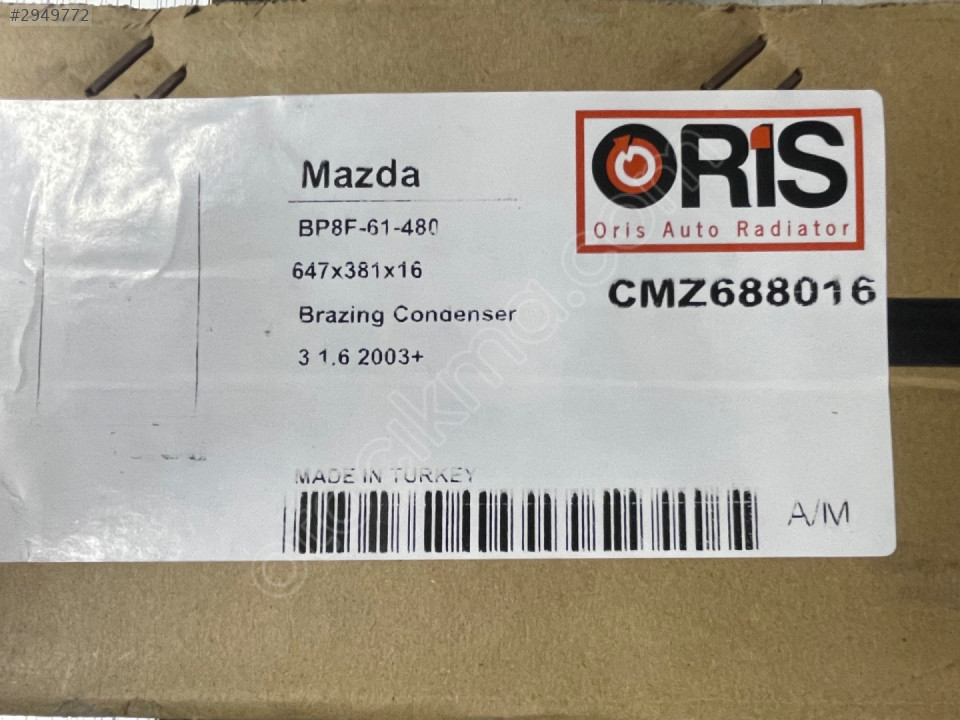 #2949772
Mazda
BP8F-61-480
647x381x16
Brazing Condenser
3 1.6 2003+
MADE IN TURKEY
ORIS
Oris Auto Radiator
CMZ688016
A/M